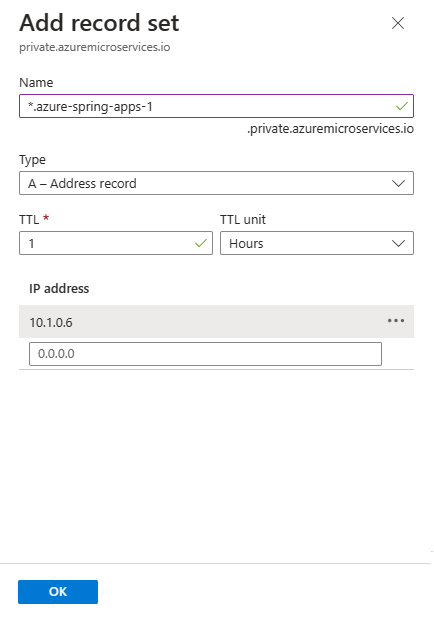 Add record set
private.azuremicroservices.io
Name
*.azure-spring-apps-1
.private.azuremicroservices.io
Type
A – Address record
TTL * TTL unit
1 Hours
IP address
10.1.0.6
0.0.0.0
OK